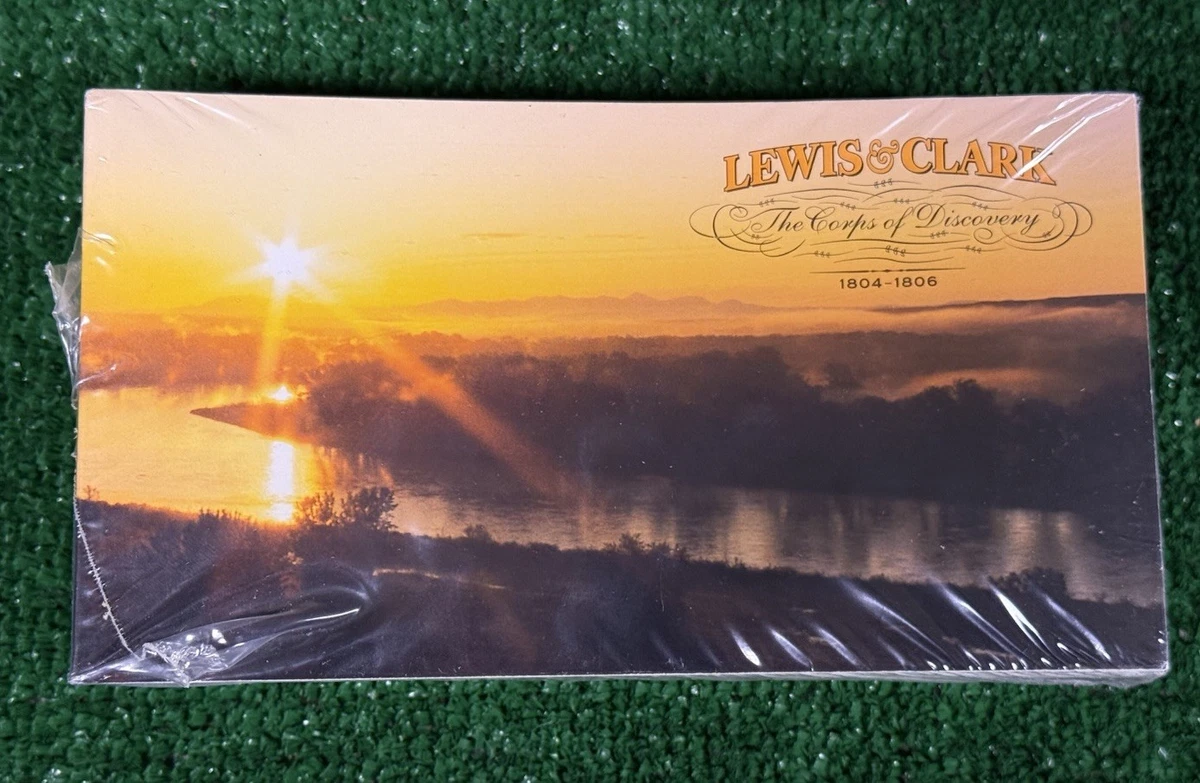 LEWIS & CLARK
The Corps of Discovery
1804-1806